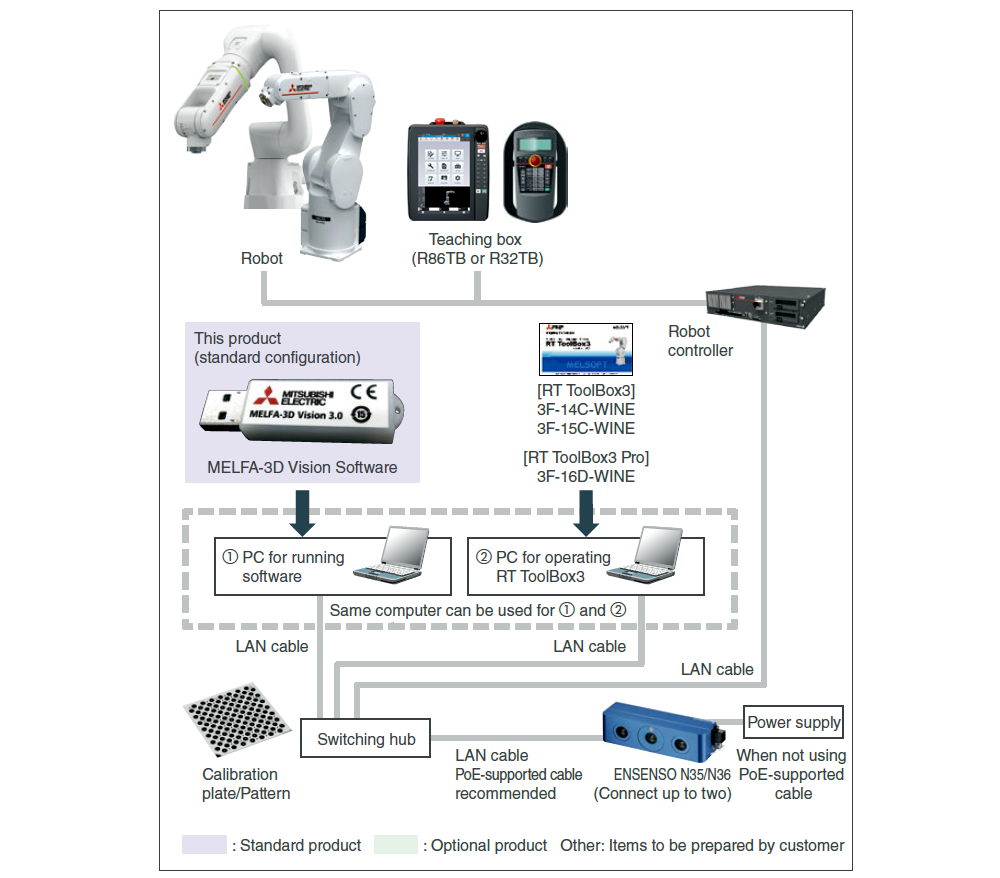 Teaching box
(R86TB or R32TB)
Robot
Robot
controller
This product
(standard configuration)
MITSUBISHI
ELECTRIC
CE
MELFA-3D Vision 3.0
15
MELFA-3D Vision Software
RT ToolBox3
MELSOFT
[RT ToolBox3]
3F-14C-WINE
3F-15C-WINE
[RT ToolBox3 Pro]
3F-16D-WINE
① PC for running
software
② PC for operating
RT ToolBox3
Same computer can be used for ① and ②
LAN cable
LAN cable
LAN cable
Switching hub
Power supply
Calibration
plate/Pattern
LAN cable
PoE-supported cable
recommended
ENSENSO N35/N36
(Connect up to two)
When not using
PoE-supported
cable
: Standard product
: Optional product
Other: Items to be prepared by customer